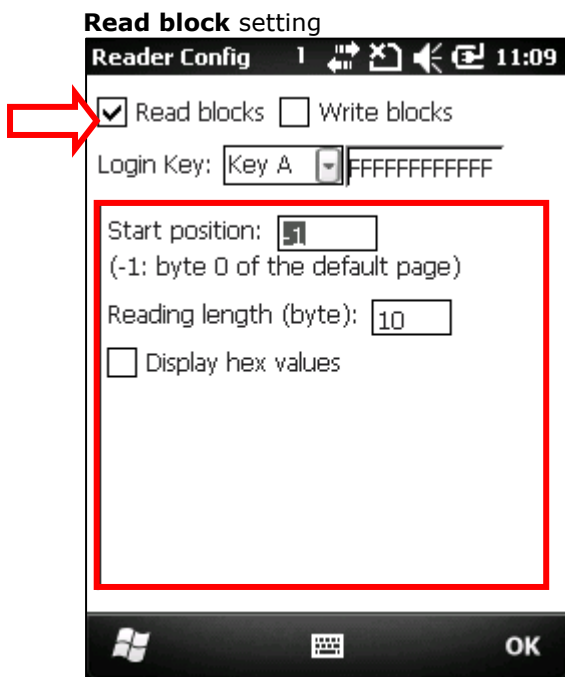 Read block setting
Reader Config 1 11:09
Read blocks Write blocks
Login Key: Key A FFFFFFFFFFFF
Start position: -1
(-1: byte 0 of the default page)
Reading length (byte): 10
Display hex values
OK